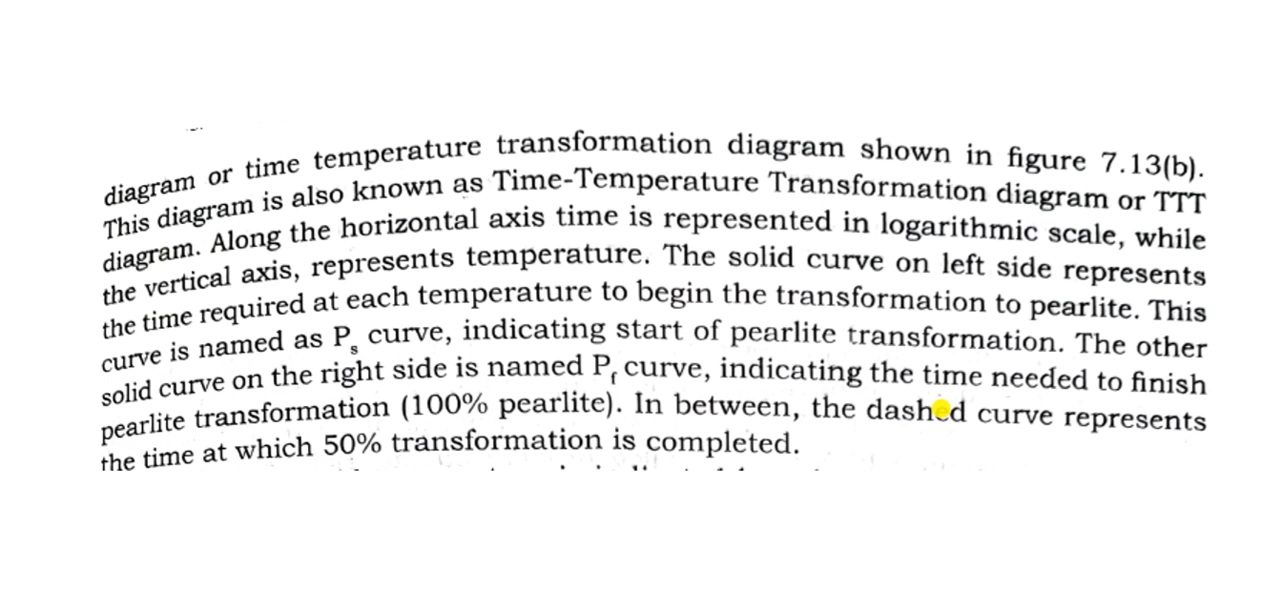 diagram or time temperature transformation diagram shown in figure 7.13(b).
This diagram is also known as Time-Temperature Transformation diagram or TTT
diagram. Along the horizontal axis time is represented in logarithmic scale, while
the vertical axis, represents temperature. The solid curve on left side represents
the time required at each temperature to begin the transformation to pearlite. This
curve is named as Ps curve, indicating start of pearlite transformation. The other
solid curve on the right side is named Pf curve, indicating the time needed to finish
pearlite transformation (100% pearlite). In between, the dashed curve represents
the time at which 50% transformation is completed.